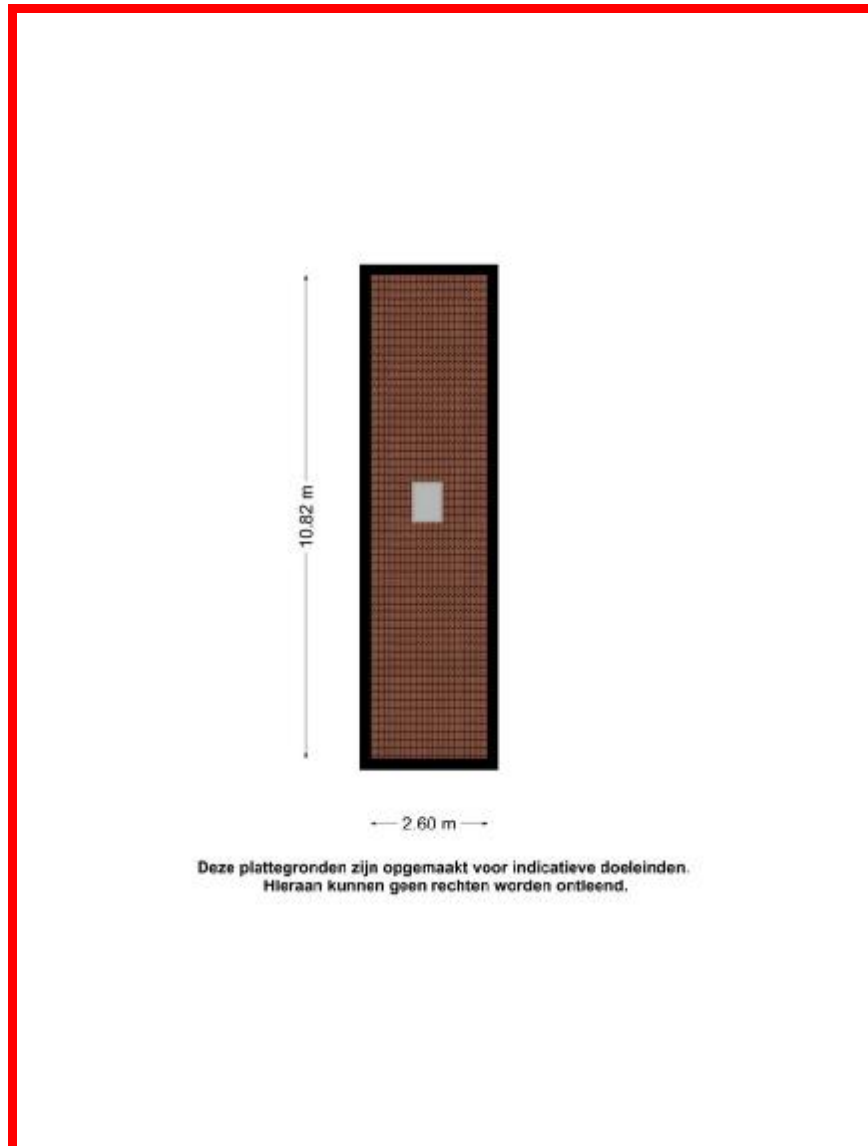 10.82 m
2.60 m
Deze plattegronden zijn opgemaakt voor indicatieve doeleinden.
Hieraan kunnen geen rechten worden ontleend.